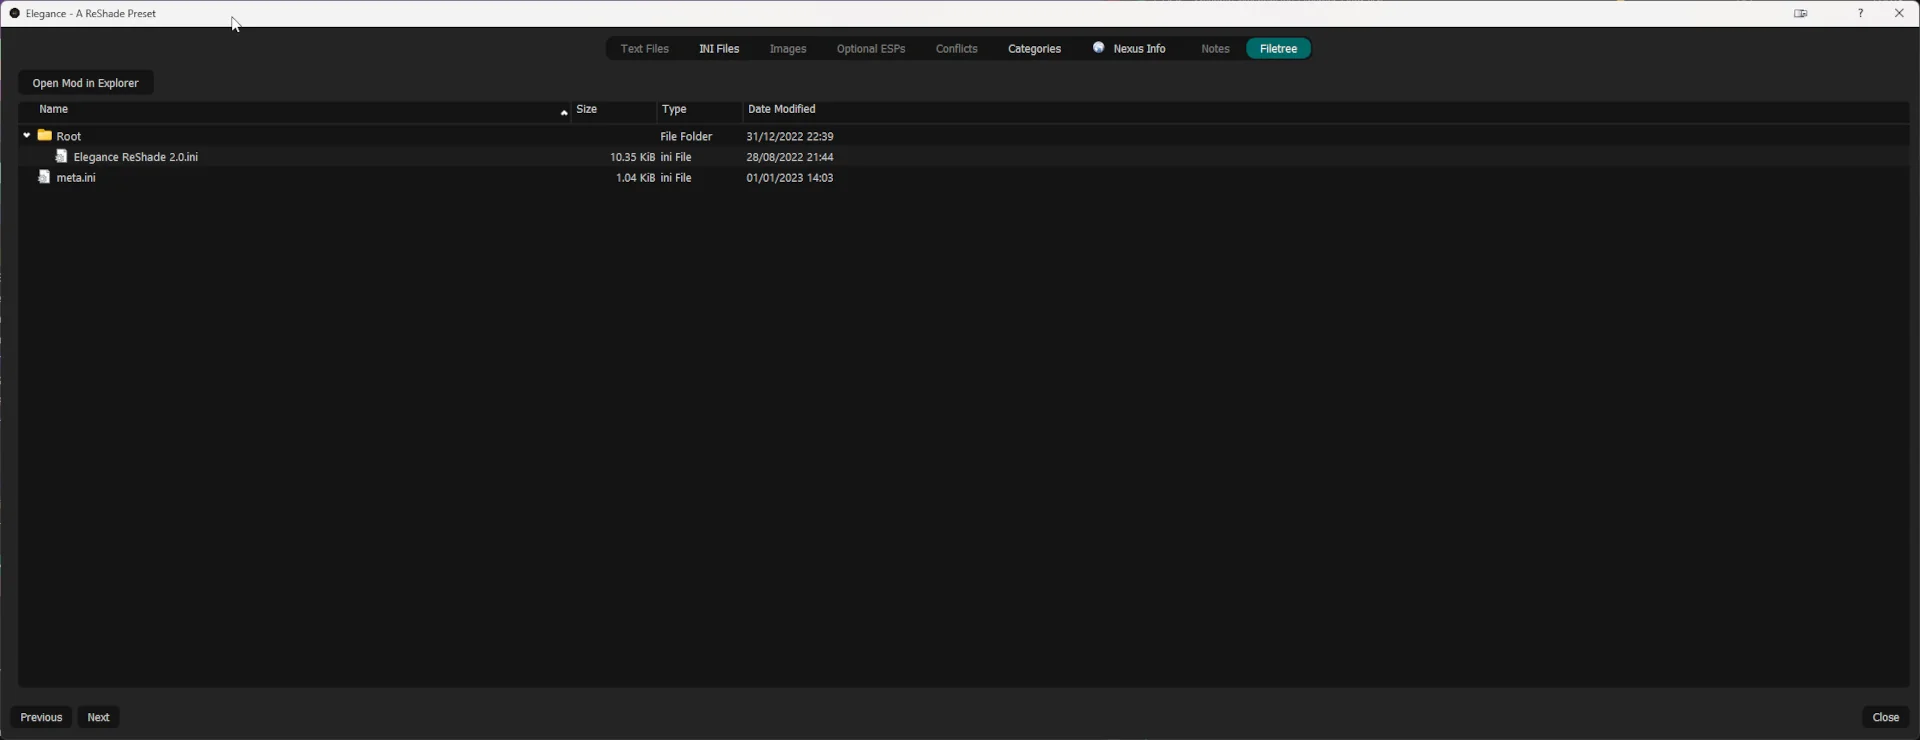 Elegance - A ReShade Preset
?
Text Files INI Files Images Optional ESPs Conflicts Categories Nexus Info Notes Filetree
Open Mod in Explorer
Name Size Type Date Modified
Root File Folder 31/12/2022 22:39
Elegance ReShade 2.0.ini 10.35 KiB ini File 28/08/2022 21:44
meta.ini 1.04 KiB ini File 01/01/2023 14:03
Previous Next Close